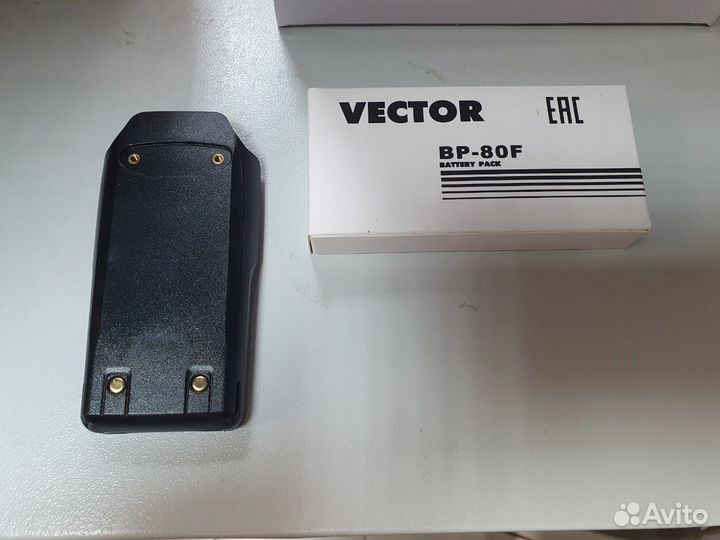 VECTOR
EAC
BP-80F
BATTERY PACK
Avito